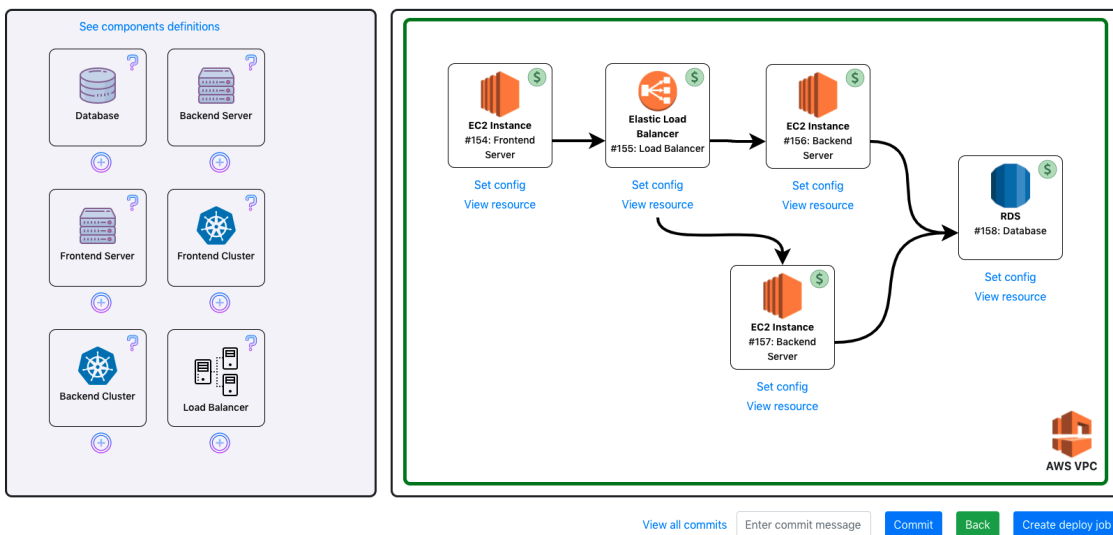 See components definitions
?
Database
?
Backend Server
?
Frontend Server
?
Frontend Cluster
?
Backend Cluster
?
Load Balancer
$
EC2 Instance
#154: Frontend
Server
Set config
View resource
$
Elastic Load
Balancer
#155: Load Balancer
Set config
View resource
$
EC2 Instance
#156: Backend
Server
Set config
View resource
$
RDS
#158: Database
Set config
View resource
$
EC2 Instance
#157: Backend
Server
Set config
View resource
AWS VPC
View all commits
Enter commit message
Commit
Back
Create deploy job